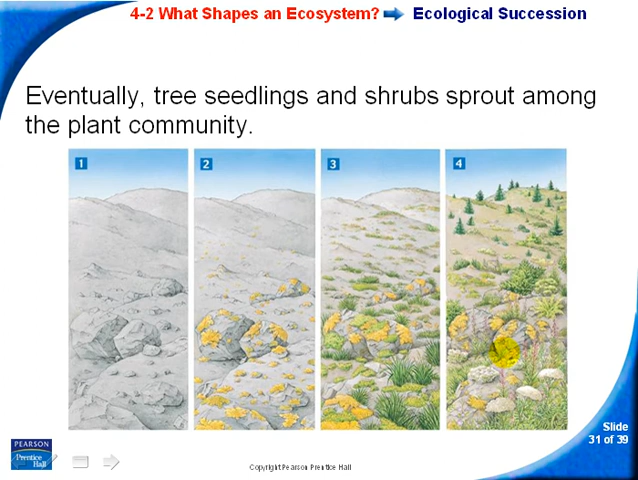 4-2 What Shapes an Ecosystem? Ecological Succession
Eventually, tree seedlings and shrubs sprout among
the plant community.
1 2 3 4
Slide
31 of 39
PEARSON
Prentice
Hall
Copyright Pearson Prentice Hall